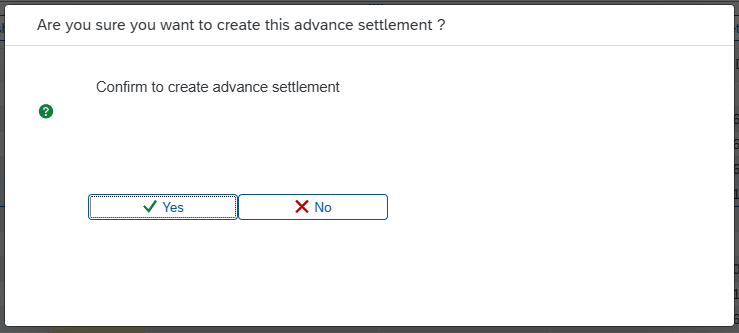 Are you sure you want to create this advance settlement ?
Confirm to create advance settlement
Yes
No